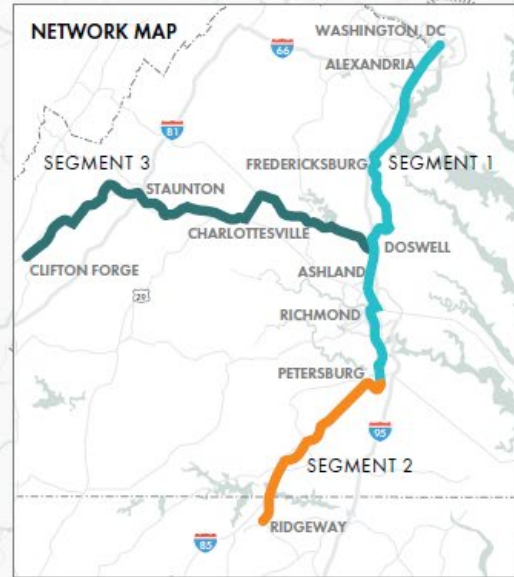 NETWORK MAP
WASHINGTON, DC
66
ALEXANDRIA
81
SEGMENT 3
FREDERICKSBURG
SEGMENT 1
STAUNTON
CHARLOTTESVILLE
DOSWELL
CLIFTON FORGE
ASHLAND
29
RICHMOND
PETERSBURG
95
SEGMENT 2
RIDGEWAY
85